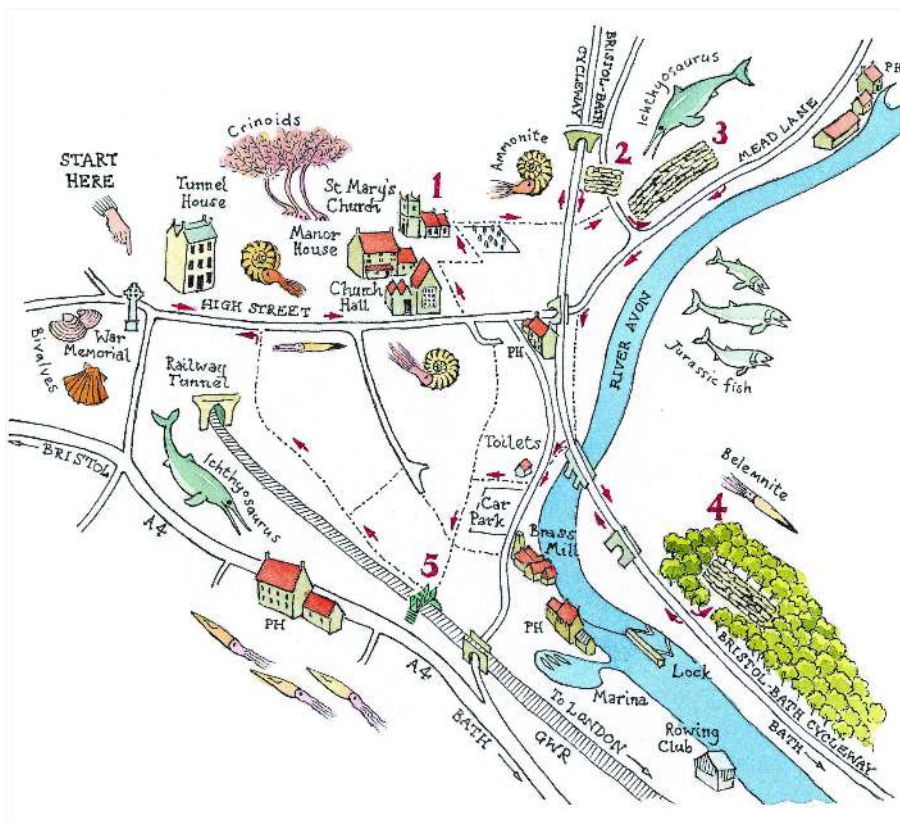 CYCLEWAY
BRISTOL-BATH
Ichthyosaurus
PH
Crinoids
START
HERE
Tunnel
House
St Mary's
Church
1
Ammonite
2
3
MEAD LANE
Manor
House
Church
Hall
HIGH STREET
Bivalves
War
Memorial
Railway
Tunnel
PH
RIVER AVON
Jurassic fish
BRISTOL
Ichthyosaurus
Toilets
Car
Park
Belemnite
4
A4
5
Brass
Mill
PH
PH
A4
BATH
Marina
Lock
BRISTOL-BATH CYCLEWAY
To LONDON
GWR
Rowing
Club
BATH